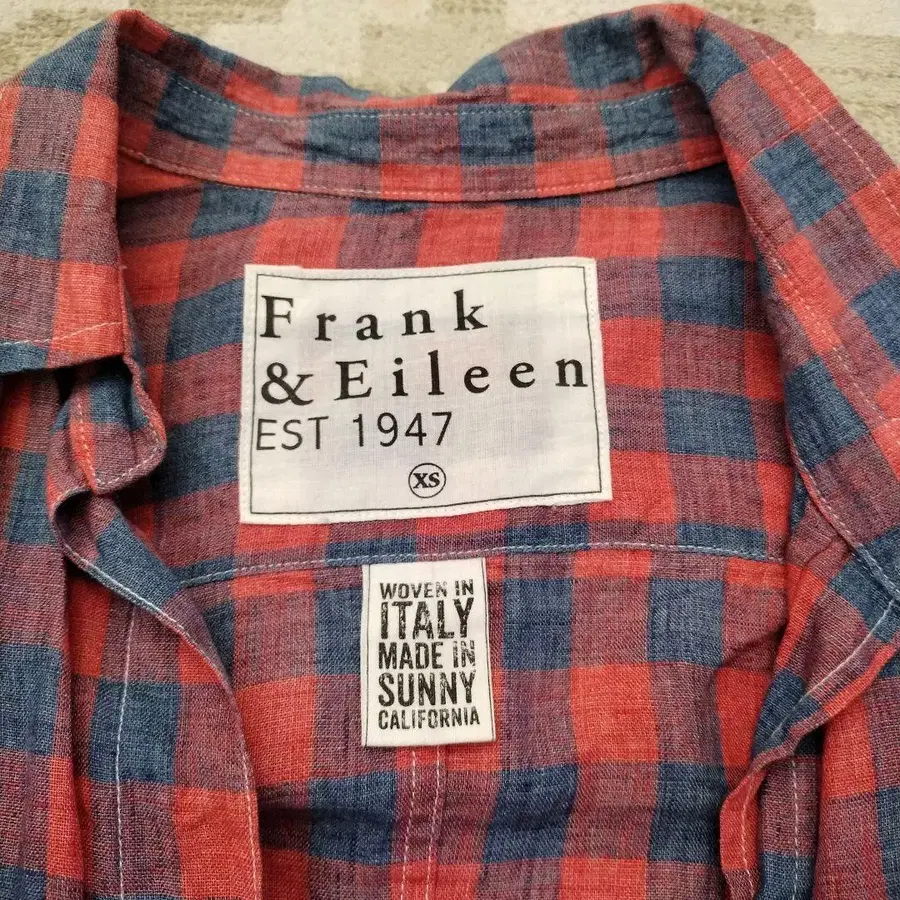 Frank
& Eileen
EST 1947
XS
WOVEN IN
ITALY
MADE iN
SUNNY
CALIFORNIA